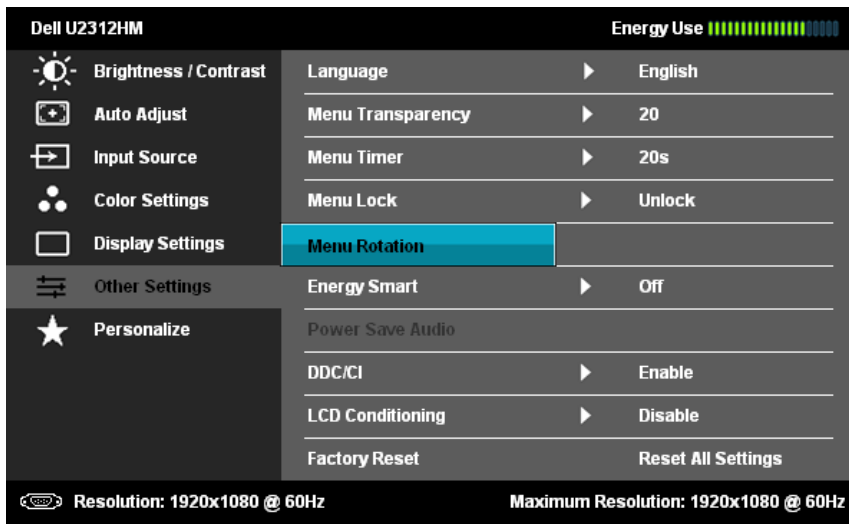 Dell U2312HM Energy Use
Brightness / Contrast Language English
Auto Adjust Menu Transparency 20
Input Source Menu Timer 20s
Color Settings Menu Lock Unlock
Display Settings Menu Rotation
Other Settings Energy Smart Off
Personalize Power Save Audio
DDC/CI Enable
LCD Conditioning Disable
Factory Reset Reset All Settings
Resolution: 1920x1080 @ 60Hz Maximum Resolution: 1920x1080 @ 60Hz